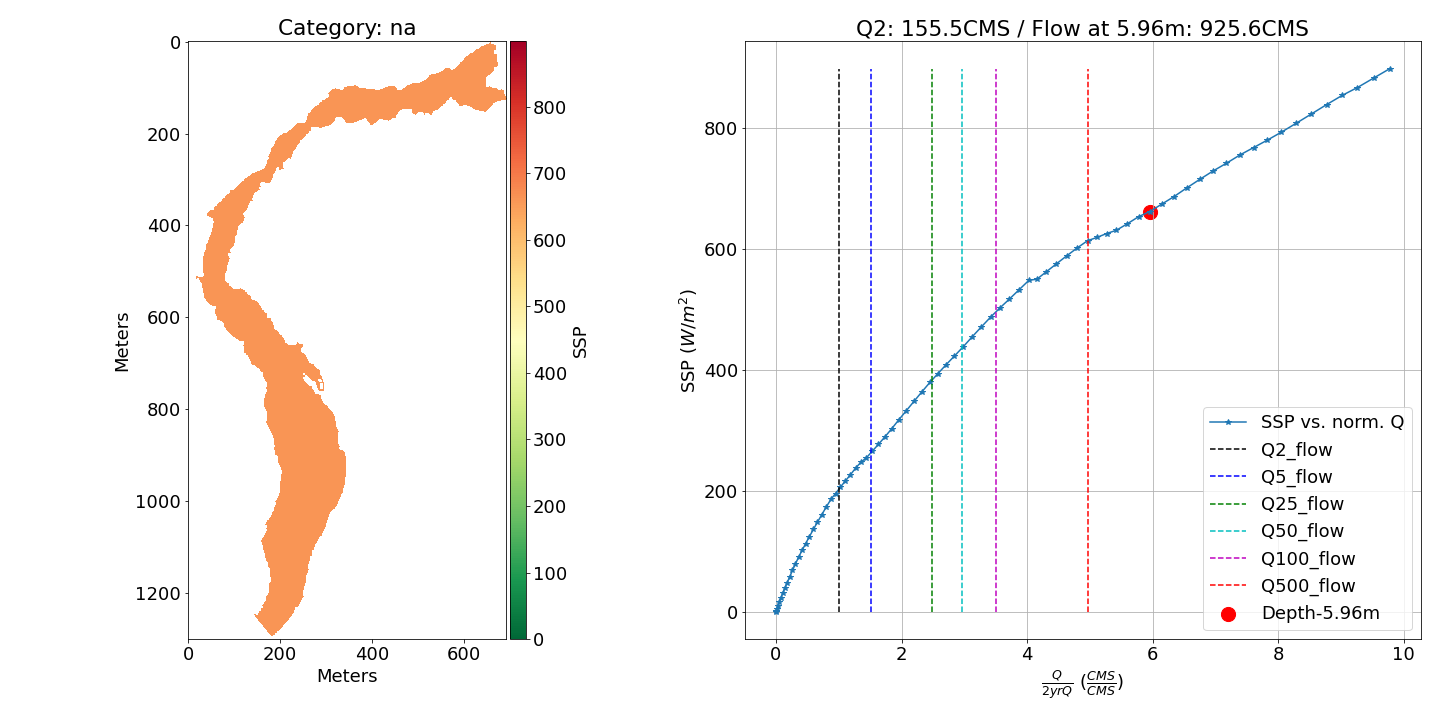 Category: na
0
200
400
600
800
1000
1200
Meters
0
200
400
600
Meters
800
700
600
500
400
300
200
100
0
SSP
Q2: 155.5CMS / Flow at 5.96m: 925.6CMS
800
600
400
200
0
SSP (W/m²)
SSP vs. norm. Q
Q2_flow
Q5_flow
Q25_flow
Q50_flow
Q100_flow
Q500_flow
Depth-5.96m
0
2
4
6
8
10
Q/2yrQ (CMS/CMS)